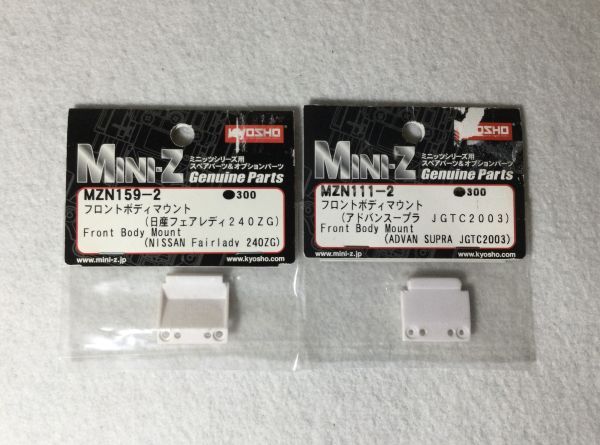 KYOSHO
MINI-Z
ミニッツシリーズ用
スペアパーツ&オプションパーツ
Genuine Parts
MZN159-2
300
フロントボディマウント
(日産フェアレディ240ZG)
Front Body Mount
(NISSAN Fairlady 240ZG)
www.mini-z.jp
www.kyosho.com
KYOSHO
MINI-Z
ミニッツシリーズ用
スペアパーツ&オプションパーツ
Genuine Parts
MZN111-2
300
フロントボディマウント
(アドバンスープラ JGTC2003)
Front Body Mount
(ADVAN SUPRA JGTC2003)
www.mini-z.jp
www.kyosho.com